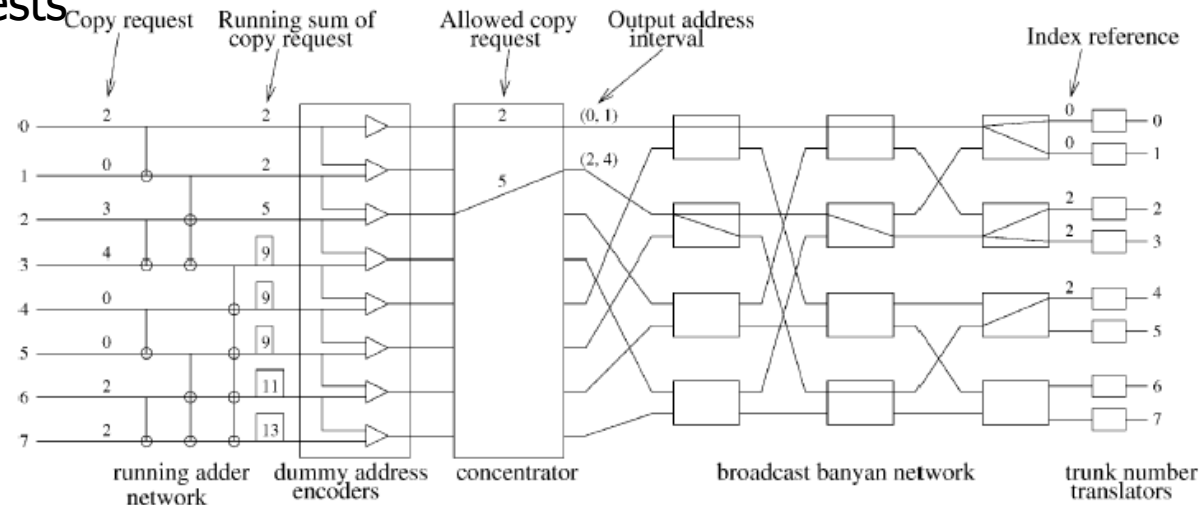 ests
Copy request
Running sum of
copy request
Allowed copy
request
Output address
interval
Index reference
0 2 2 2 (0, 1) 0 0
1 0 2 5 (2, 4) 0 1
2 3 5 2 2
3 4 9 2 3
4 0 9 2 4
5 0 9 5
6 2 11 6
7 2 13 7
running adder
network
dummy address
encoders
concentrator
broadcast banyan network
trunk number
translators